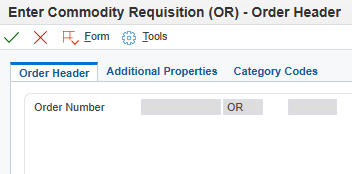 Enter Commodity Requisition (OR) - Order Header
Form Tools
Order Header Additional Properties Category Codes
Order Number OR